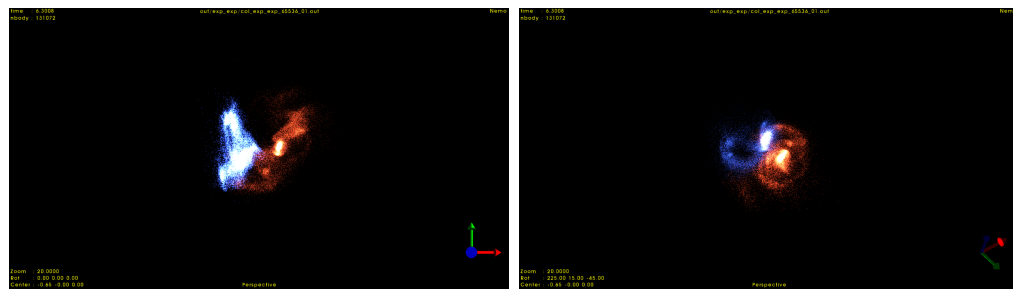 time : 6.3008
out/exp_exp/col_exp_exp_65536_01.out
Nemo
nbody : 131072
Zoom : 20.0000
Rot : 0.00 0.00 0.00
Center : -0.65 -0.00 0.00
Perspective
time : 6.3008
out/exp_exp/col_exp_exp_65536_01.out
Nem
nbody : 131072
Zoom : 20.0000
Rot : 225.00 15.00 -45.00
Center : -0.65 -0.00 0.00
Perspective